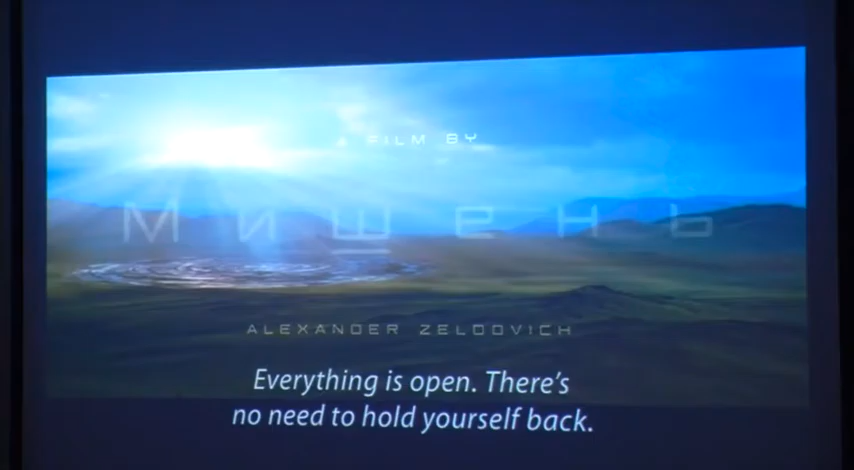 A FILM BY
Мишень
ALEXANDER ZELDOVICH
Everything is open. There's
no need to hold yourself back.